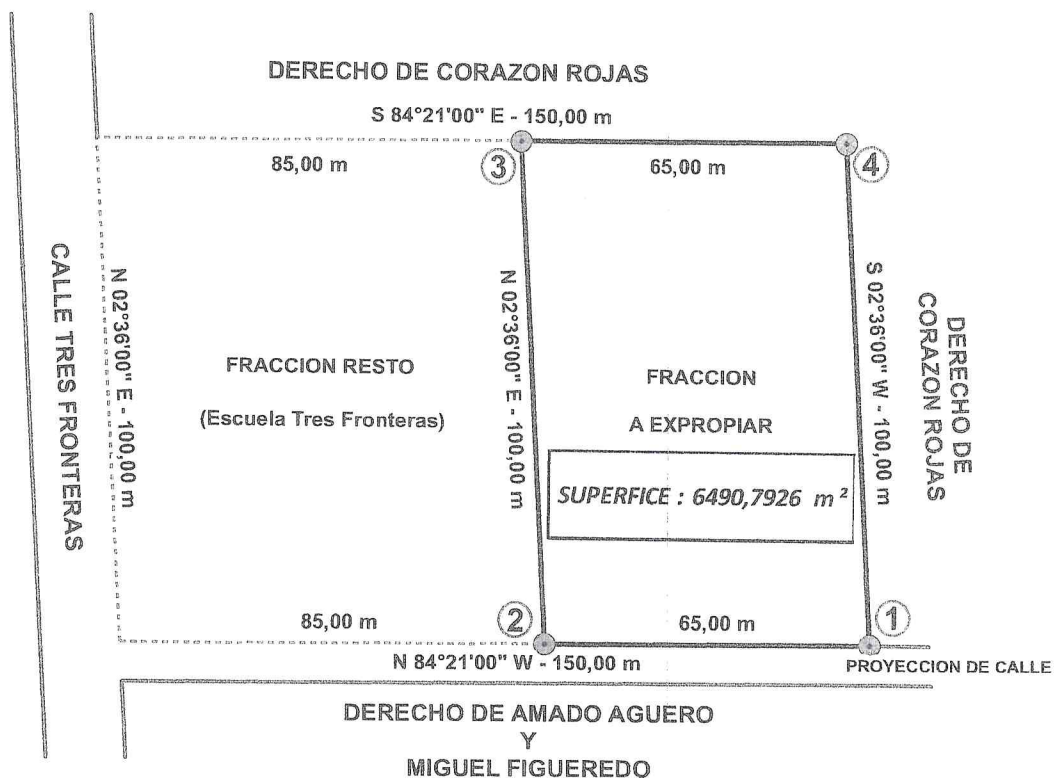 DERECHO DE CORAZON ROJAS
S 84°21'00" E - 150,00 m
85,00 m
3
65,00 m
4
CALLE TRES FRONTERAS
N 02°36'00" E - 100,00 m
FRACCION RESTO
(Escuela Tres Fronteras)
N 02°36'00" E - 100,00 m
FRACCION
A EXPROPIAR
SUPERFICE : 6490,7926 m²
S 02°36'00" W - 100,00 m
DERECHO DE
CORAZON ROJAS
85,00 m
2
65,00 m
1
N 84°21'00" W - 150,00 m
PROYECCION DE CALLE
DERECHO DE AMADO AGUERO
Y
MIGUEL FIGUEREDO